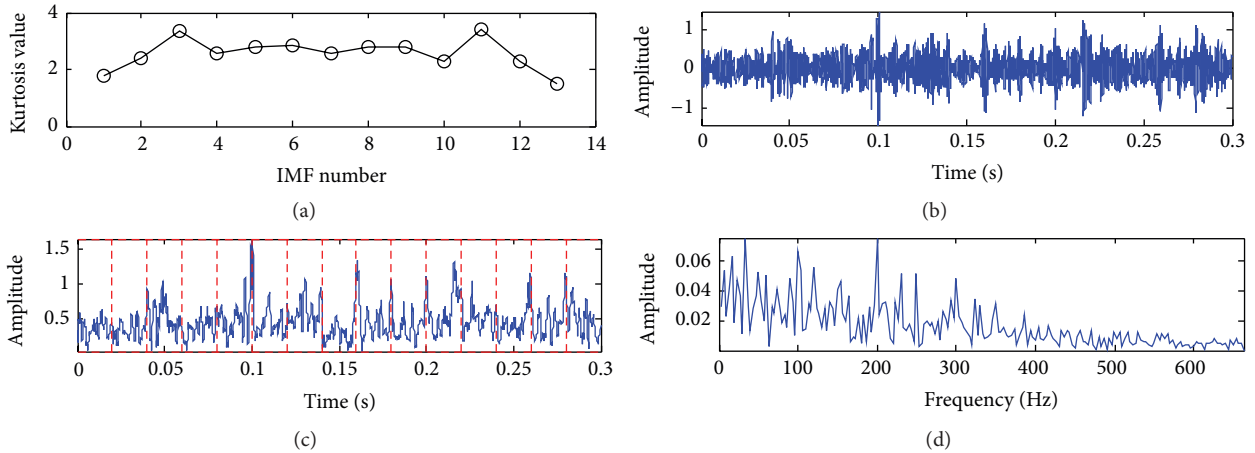 Kurtosis value
4
2
0
0 2 4 6 8 10 12 14
IMF number
(a)
Amplitude
1
0
−1
0 0.05 0.1 0.15 0.2 0.25 0.3
Time (s)
(b)
Amplitude
1.5
1
0.5
0 0.05 0.1 0.15 0.2 0.25 0.3
Time (s)
(c)
Amplitude
0.06
0.04
0.02
0 100 200 300 400 500 600
Frequency (Hz)
(d)